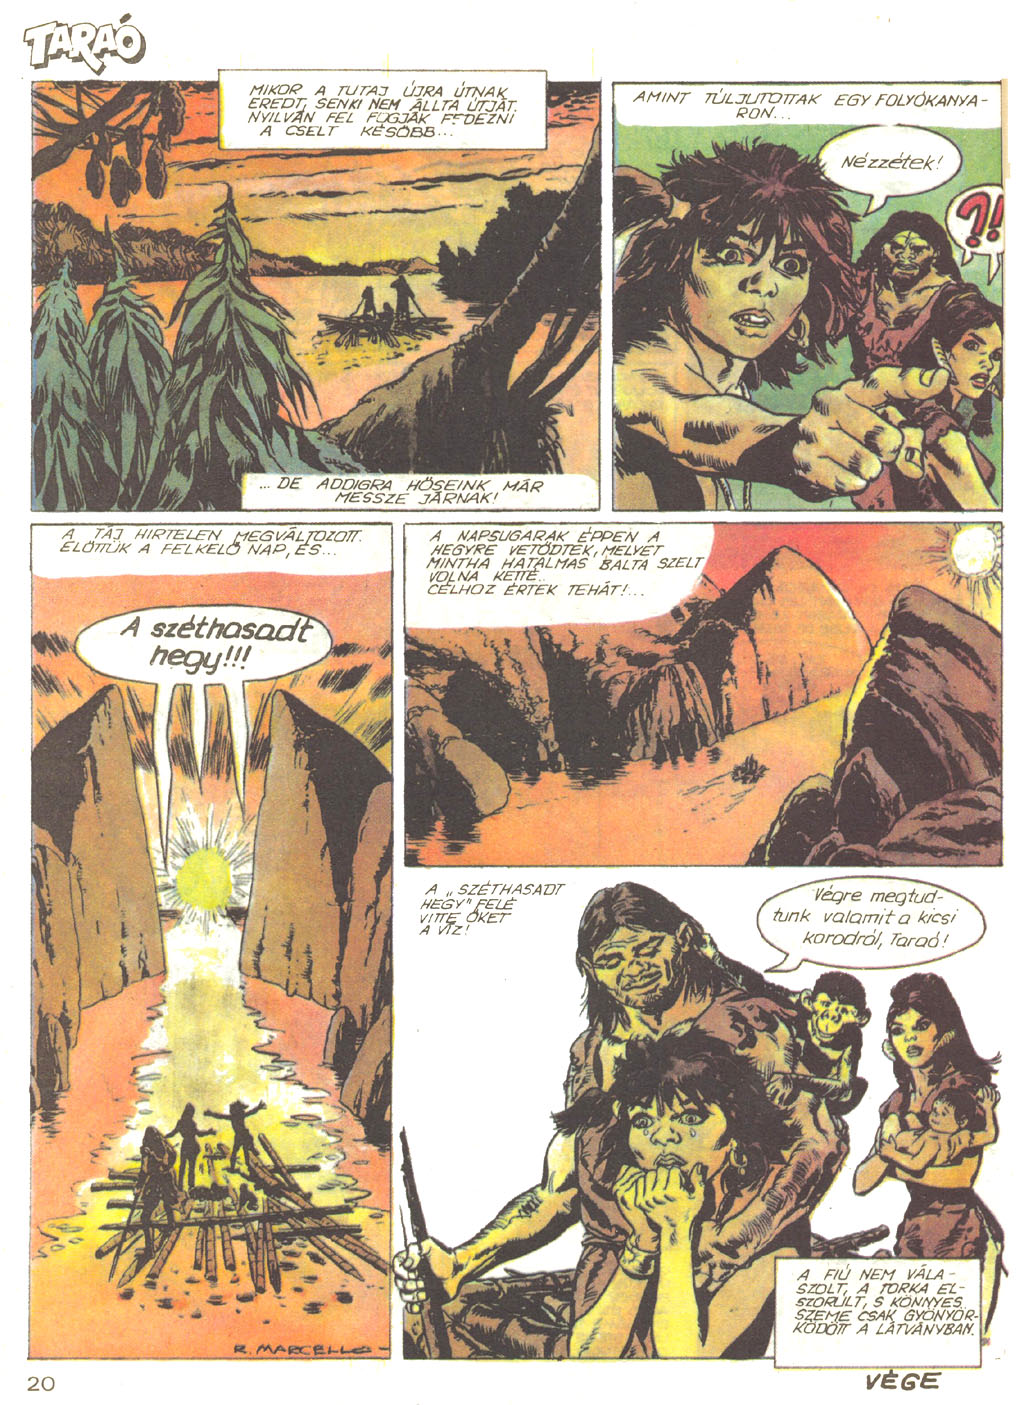 TARAÓ
MIKOR A TUTAJ ÚJRA ÚTNAK
EREDT, SENKI NEM ÁLLTA ÚTJÁT.
NYILVÁN FEL FOGJÁK FEDEZNI
A CSELT KÉSŐBB...
... DE ADDIGRA HŐSEINK MÁR
MESSZE JÁRNAK!
AMINT TÚLJUTOTTAK EGY FOLYÓKANYA-
RON...
Nézzétek!
?!
A TÁJ HIRTELEN MEGVÁLTOZOTT.
ELŐTTÜK A FELKELŐ NAP, ÉS...
A széthasadt
hegy!!!
A NAPSUGARAK ÉPPEN A
HEGYRE VETŐDTEK, MELYET
MINTHA HATALMAS BALTA SZELT
VOLNA KETTÉ..
CÉLHOZ ÉRTEK TEHÁT!...
A „SZÉTHASADT
HEGY" FELÉ
VITTE ŐKET
A VÍZ!
Végre megtud-
tunk valamit a kicsi
korodról, Taraó!
A FIÚ NEM VÁLA-
SZOLT, A TORKA EL-
SZORULT, S KÖNNYES
SZEME CSAK GYÖNYÖR-
KÖDÖTT A LÁTVÁNYBAN.
R. MARCELLO
20
VÉGE